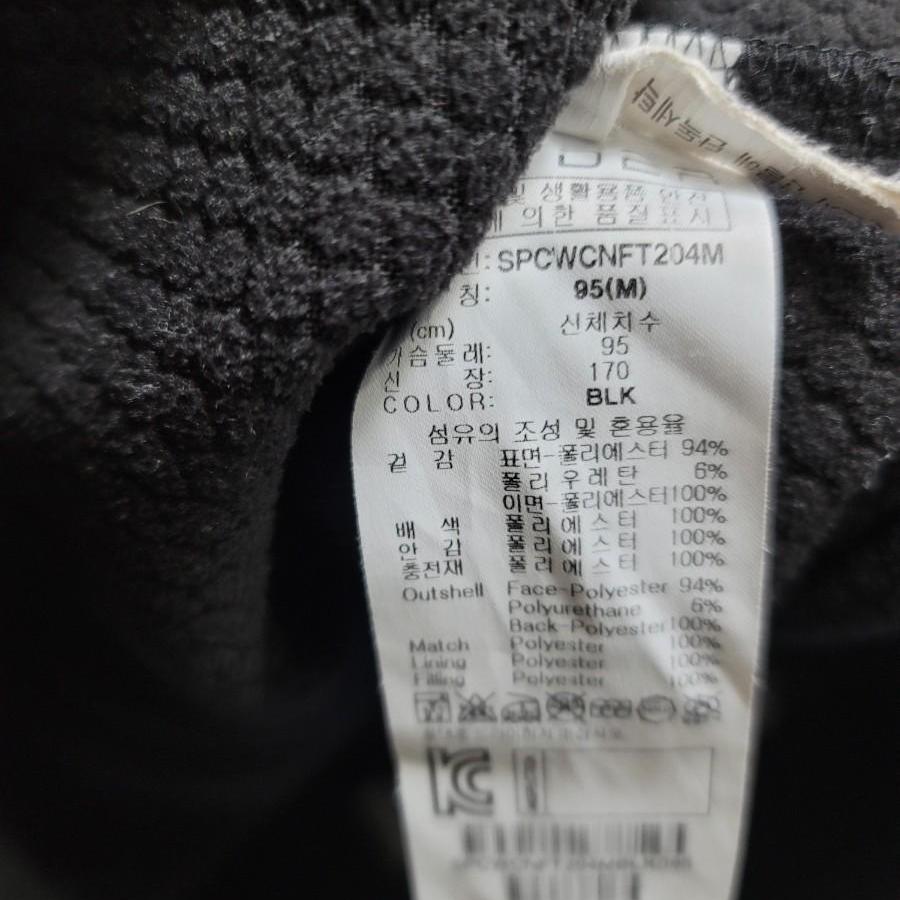 단독세탁
및 생활용품 안전
에 의한 품질표시
SPCWCNFT204M
칭: 95(M)
(cm) 신체치수
가슴둘레: 95
신 장: 170
COLOR: BLK
섬유의 조성 및 혼용율
겉 감 표면-폴리에스터 94%
폴리우레탄 6%
이면-폴리에스터100%
배 색 폴리에스터 100%
안 감 폴리에스터 100%
충전재 폴리에스터 100%
Outshell Face-Polyester 94%
Polyurethane 6%
Back-Polyester100%
Match Polyester 100%
Lining Polyester 100%
Filling Polyester 100%